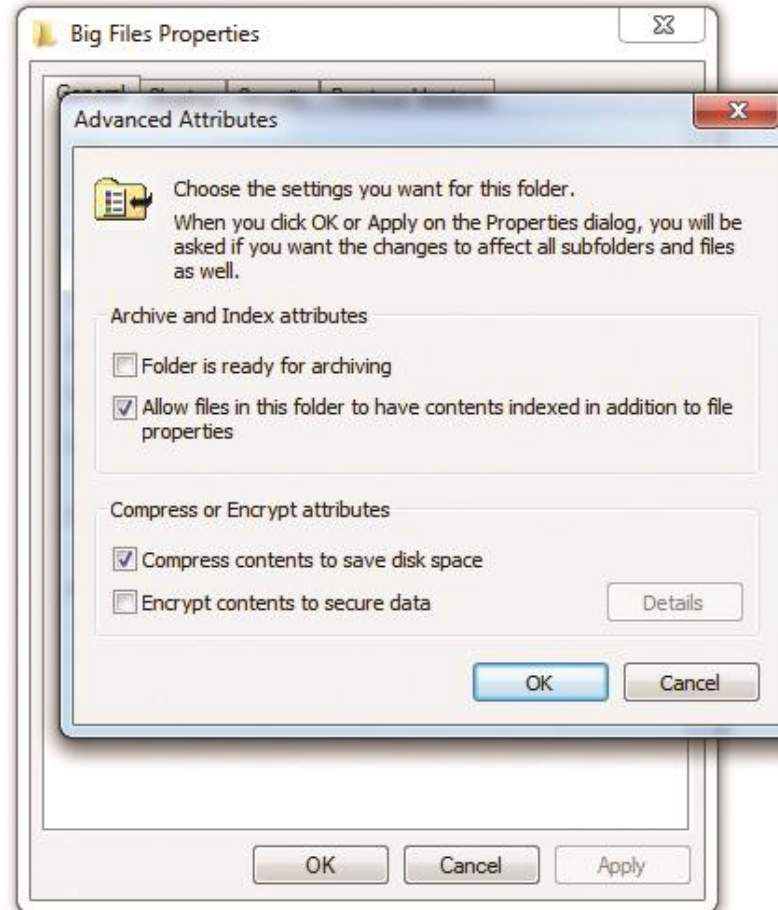 Big Files Properties
General
Advanced Attributes
Choose the settings you want for this folder.
When you click OK or Apply on the Properties dialog, you will be
asked if you want the changes to affect all subfolders and files
as well.
Archive and Index attributes
Folder is ready for archiving
Allow files in this folder to have contents indexed in addition to file
properties
Compress or Encrypt attributes
Compress contents to save disk space
Encrypt contents to secure data
Details
OK
Cancel
OK
Cancel
Apply